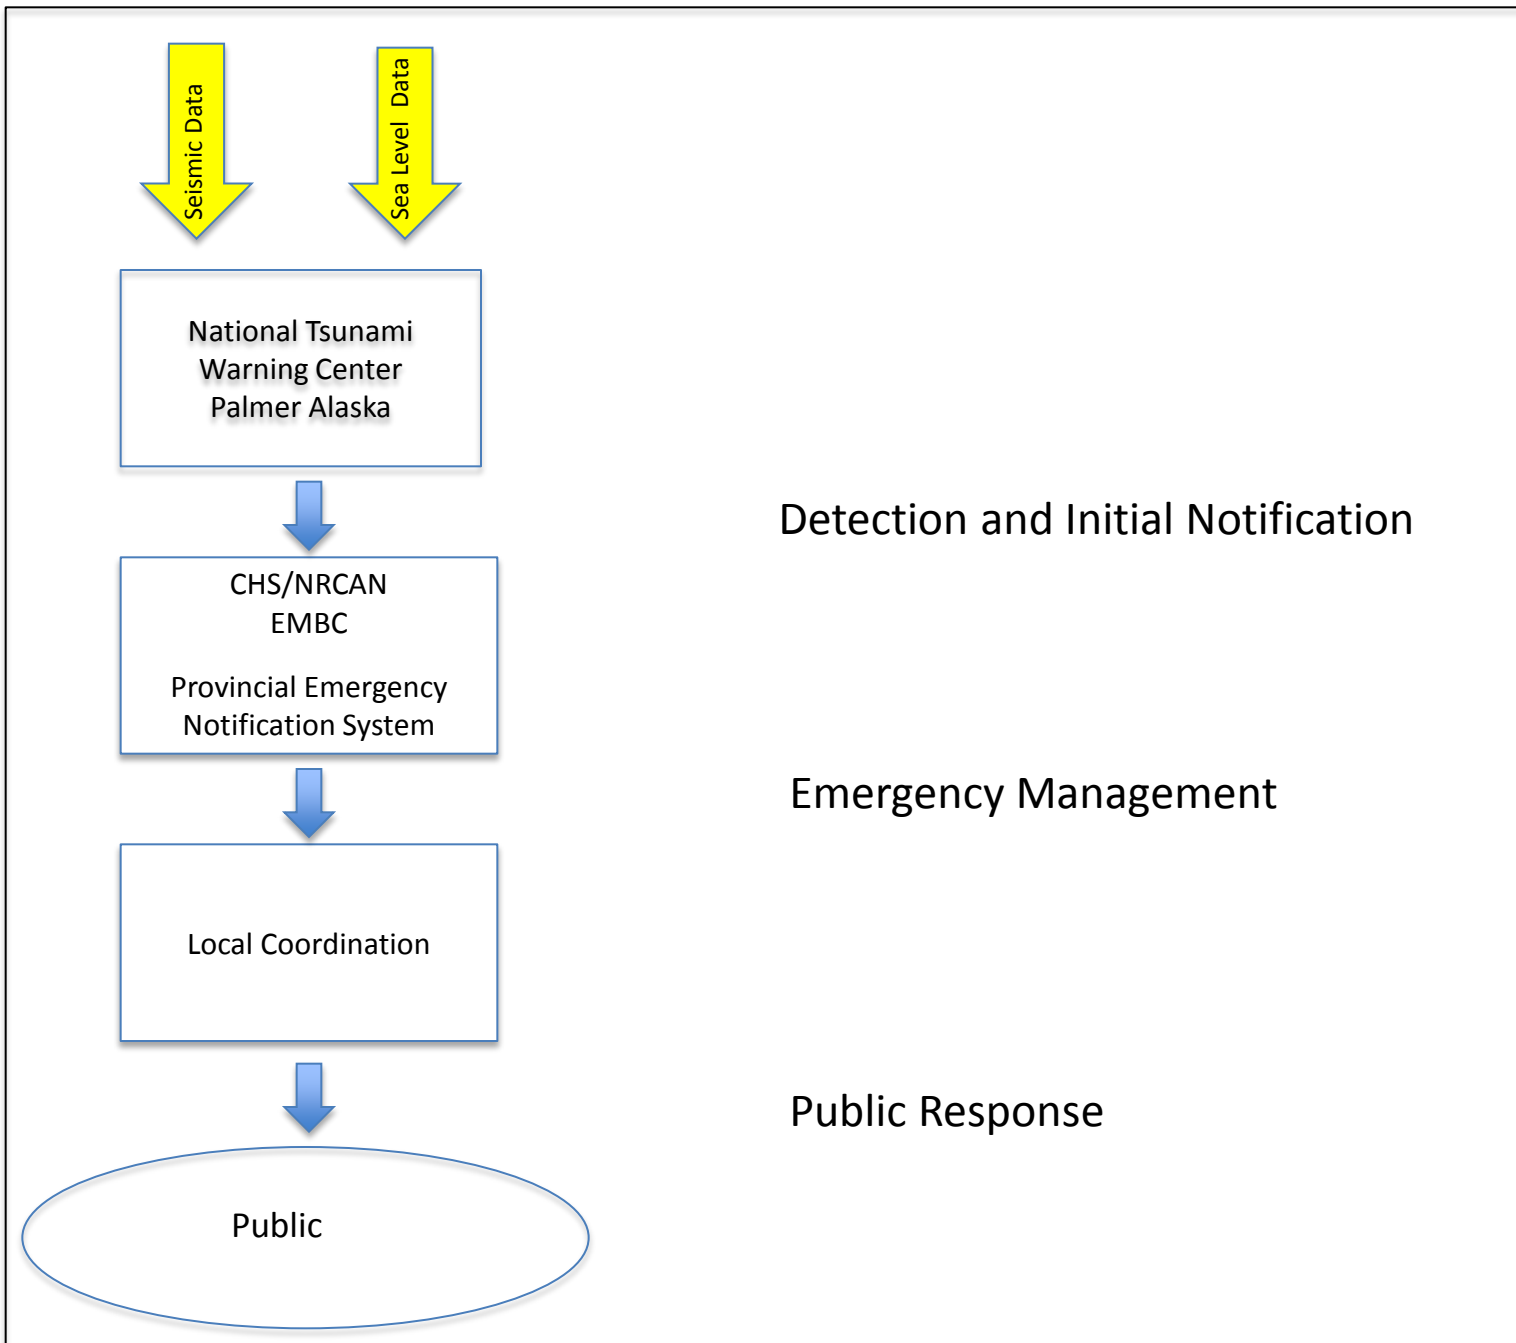 Seismic Data
Sea Level Data
National Tsunami
Warning Center
Palmer Alaska
Detection and Initial Notification
CHS/NRCAN
EMBC
Provincial Emergency
Notification System
Emergency Management
Local Coordination
Public Response
Public